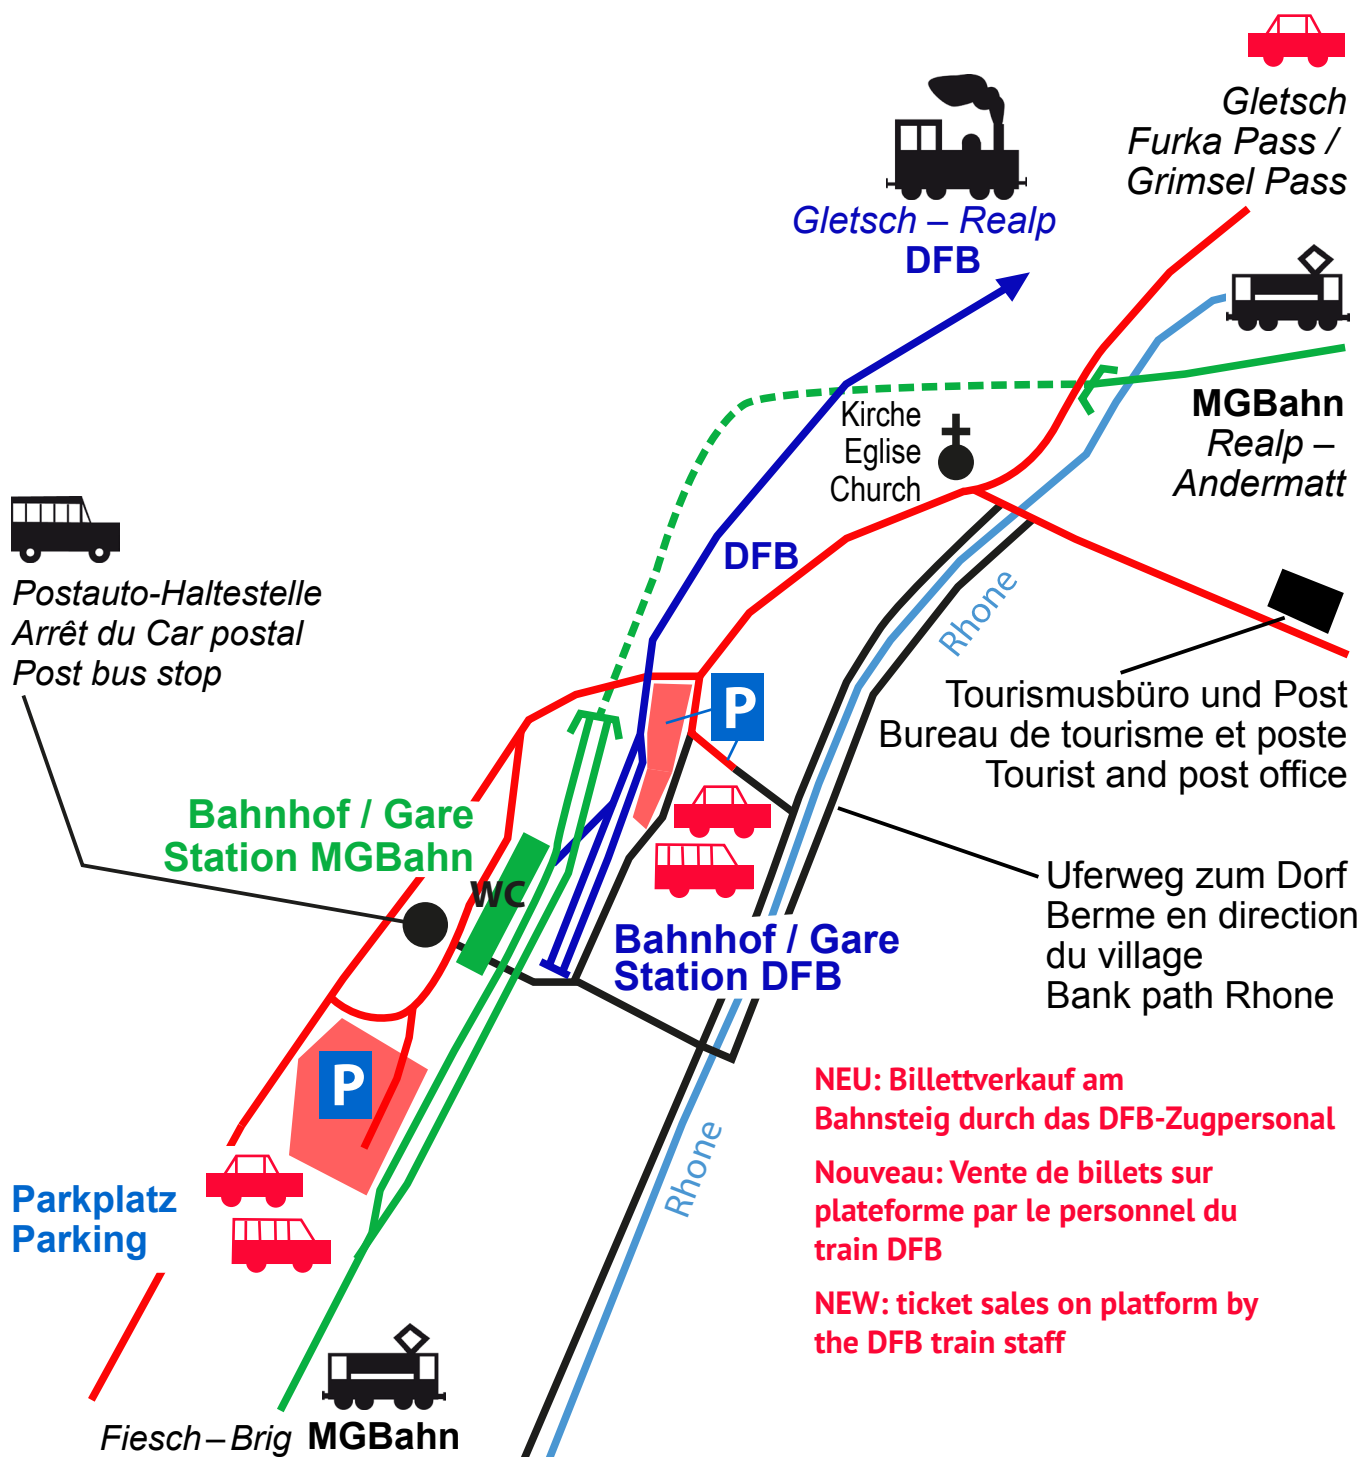 Gletsch
Furka Pass /
Grimsel Pass
Gletsch – Realp
DFB
MGBahn
Realp –
Andermatt
Kirche
Eglise
Church
DFB
Postauto-Haltestelle
Arrêt du Car postal
Post bus stop
Rhone
P
Tourismusbüro und Post
Bureau de tourisme et poste
Tourist and post office
Bahnhof / Gare
Station MGBahn
WC
Uferweg zum Dorf
Berme en direction
du village
Bank path Rhone
Bahnhof / Gare
Station DFB
P
Parkplatz
Parking
Rhone
NEU: Billettverkauf am
Bahnsteig durch das DFB-Zugpersonal
Nouveau: Vente de billets sur
plateforme par le personnel du
train DFB
NEW: ticket sales on platform by
the DFB train staff
Fiesch – Brig MGBahn